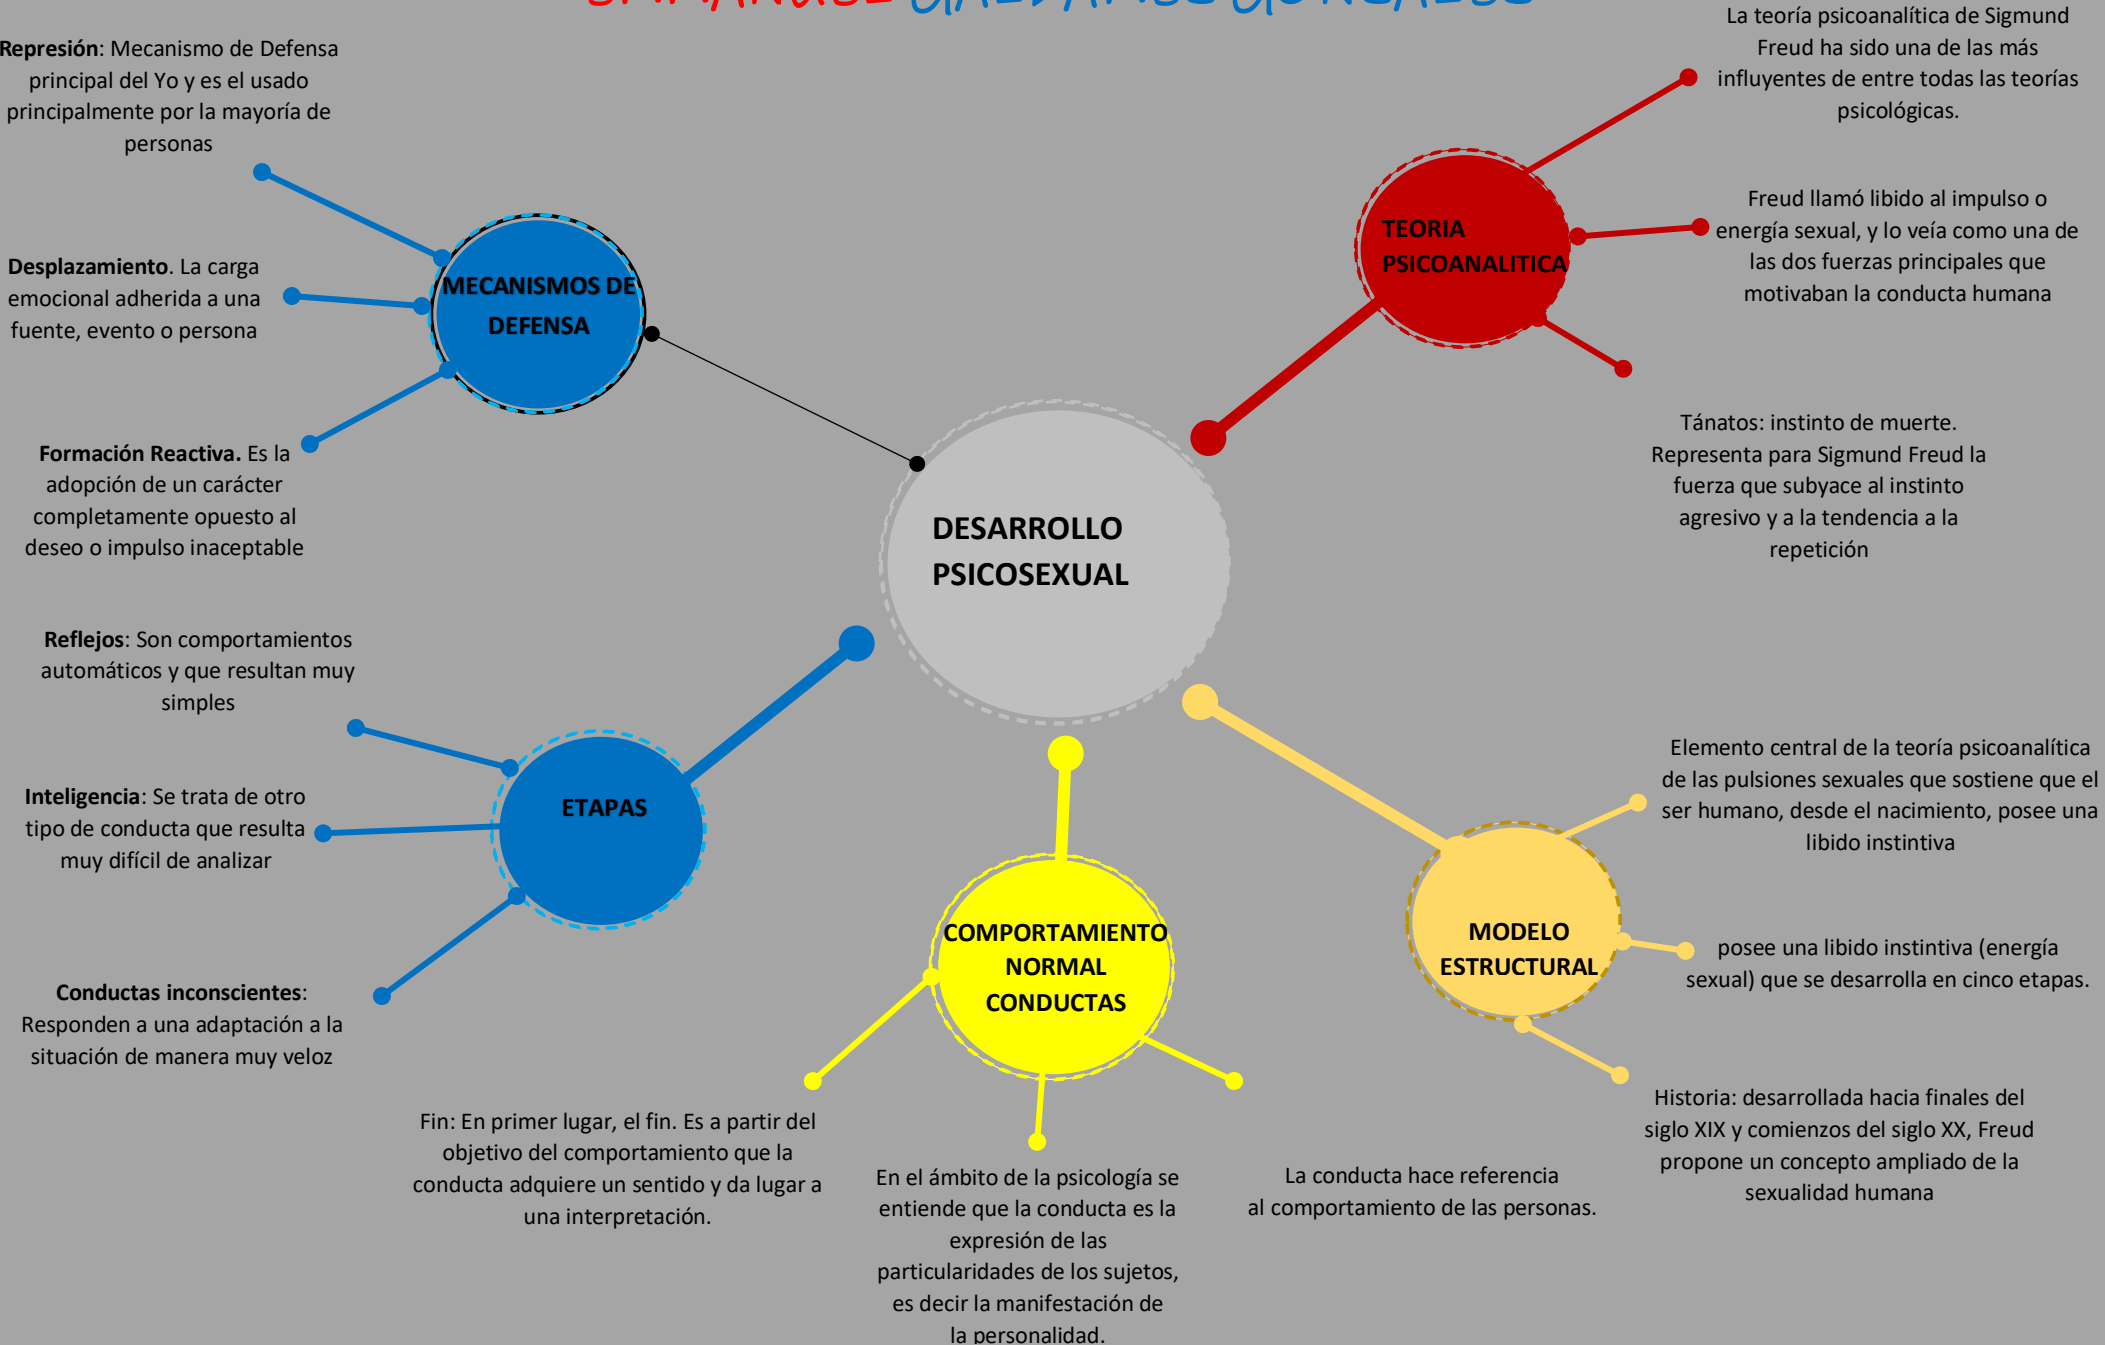 EMMANUEL GALDAMEZ GONZALEZ
Represión: Mecanismo de Defensa
principal del Yo y es el usado
principalmente por la mayoría de
personas
Desplazamiento. La carga
emocional adherida a una
fuente, evento o persona
Formación Reactiva. Es la
adopción de un carácter
completamente opuesto al
deseo o impulso inaceptable
MECANISMOS DE
DEFENSA
La teoría psicoanalítica de Sigmund
Freud ha sido una de las más
influyentes de entre todas las teorías
psicológicas.
Freud llamó libido al impulso o
energía sexual, y lo veía como una de
las dos fuerzas principales que
motivaban la conducta humana
Tánatos: instinto de muerte.
Representa para Sigmund Freud la
fuerza que subyace al instinto
agresivo y a la tendencia a la
repetición
TEORIA
PSICOANALITICA
DESARROLLO
PSICOSEXUAL
Reflejos: Son comportamientos
automáticos y que resultan muy
simples
Inteligencia: Se trata de otro
tipo de conducta que resulta
muy difícil de analizar
Conductas inconscientes:
Responden a una adaptación a la
situación de manera muy veloz
ETAPAS
COMPORTAMIENTO
NORMAL
CONDUCTAS
Fin: En primer lugar, el fin. Es a partir del
objetivo del comportamiento que la
conducta adquiere un sentido y da lugar a
una interpretación.
En el ámbito de la psicología se
entiende que la conducta es la
expresión de las
particularidades de los sujetos,
es decir la manifestación de
la personalidad.
La conducta hace referencia
al comportamiento de las personas.
MODELO
ESTRUCTURAL
Elemento central de la teoría psicoanalítica
de las pulsiones sexuales que sostiene que el
ser humano, desde el nacimiento, posee una
libido instintiva
posee una libido instintiva (energía
sexual) que se desarrolla en cinco etapas.
Historia: desarrollada hacia finales del
siglo XIX y comienzos del siglo XX, Freud
propone un concepto ampliado de la
sexualidad humana